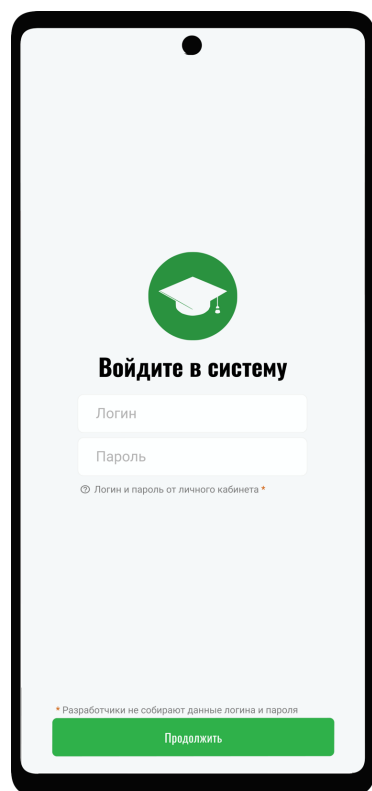 Войдите в систему
Логин
Пароль
Логин и пароль от личного кабинета *
* Разработчики не собирают данные логина и пароля
Продолжить